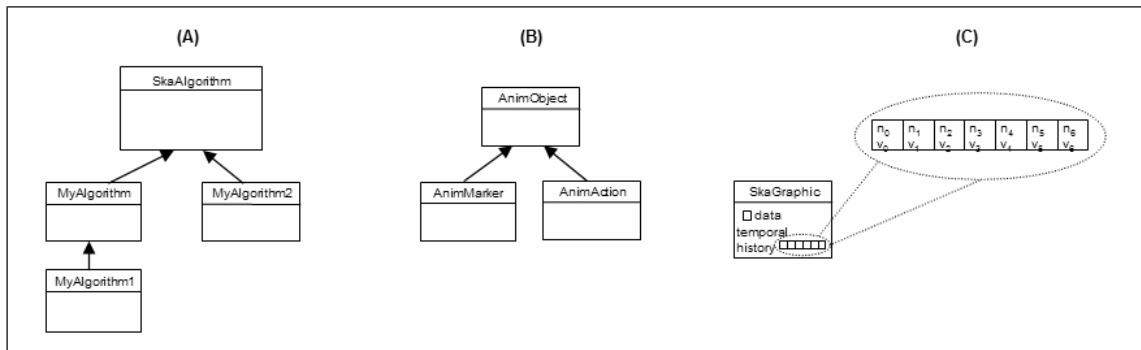 (A)
SkaAlgorithm
MyAlgorithm
MyAlgorithm2
MyAlgorithm1
(B)
AnimObject
AnimMarker
AnimAction
(C)
n0 n1 n2 n3 n4 n5 n6
v0 v1 v2 v3 v4 v5 v6
SkaGraphic
data
temporal
history